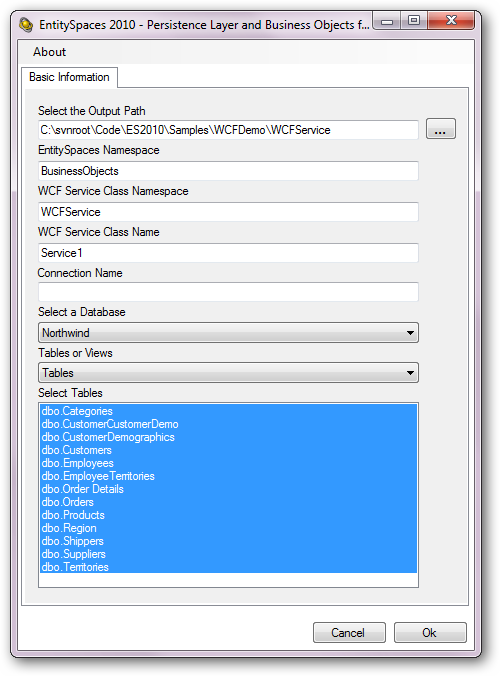 EntitySpaces 2010 - Persistence Layer and Business Objects f...
About
Basic Information
Select the Output Path
C:\svnroot\Code\ES2010\Samples\WCFDemo\WCFService
...
EntitySpaces Namespace
BusinessObjects
WCF Service Class Namespace
WCFService
WCF Service Class Name
Service1
Connection Name
Select a Database
Northwind
Tables or Views
Tables
Select Tables
dbo.Categories
dbo.CustomerCustomerDemo
dbo.CustomerDemographics
dbo.Customers
dbo.Employees
dbo.EmployeeTerritories
dbo.Order Details
dbo.Orders
dbo.Products
dbo.Region
dbo.Shippers
dbo.Suppliers
dbo.Territories
Cancel Ok